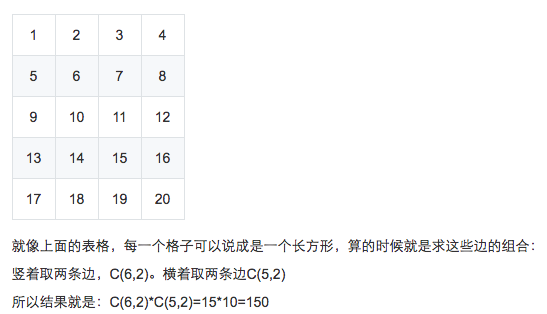 1 2 3 4
5 6 7 8
9 10 11 12
13 14 15 16
17 18 19 20
就像上面的表格，每一个格子可以说成是一个长方形，算的时候就是求这些边的组合：
竖着取两条边，C(6,2)。横着取两条边C(5,2)
所以结果就是：C(6,2)*C(5,2)=15*10=150